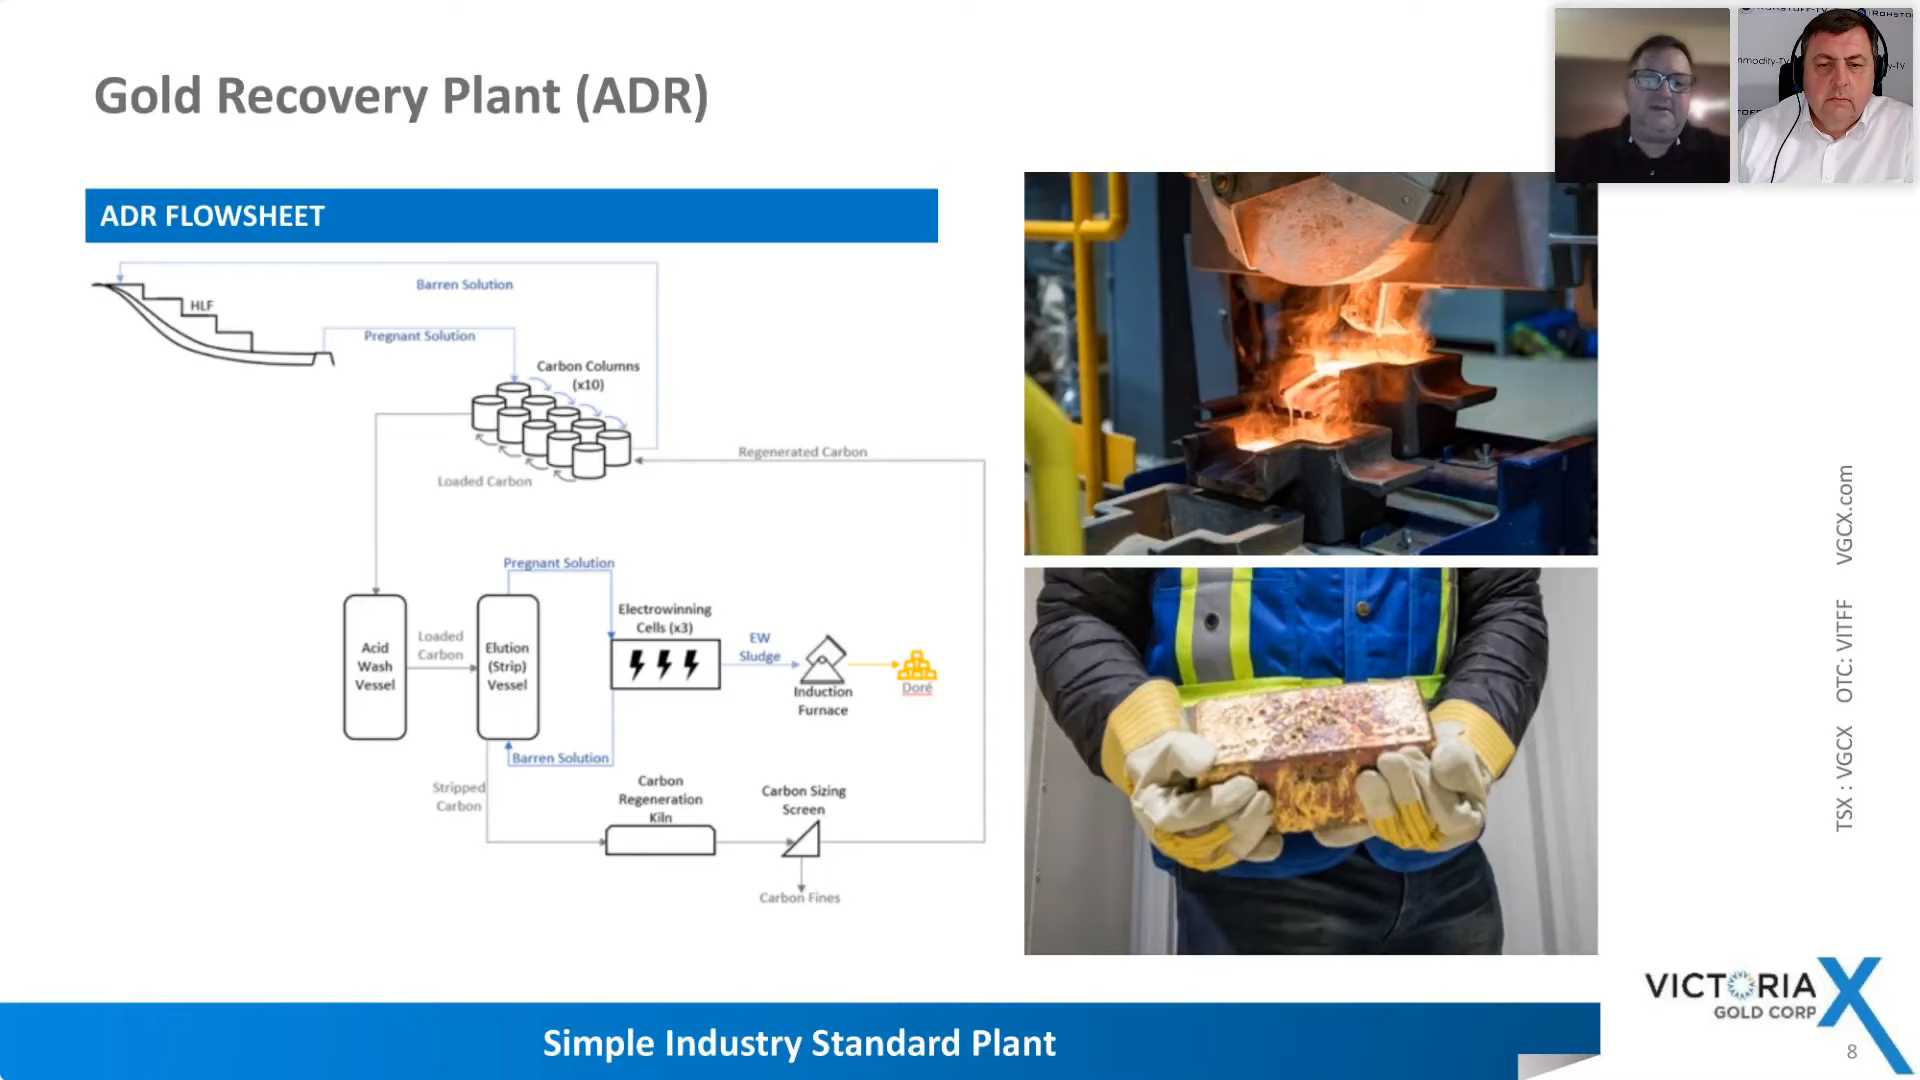 Gold Recovery Plant (ADR)
ADR FLOWSHEET
Barren Solution
HLF
Pregnant Solution
Carbon Columns
(x10)
Regenerated Carbon
Loaded Carbon
Pregnant Solution
Electrowinning
Cells (x3)
Acid
Wash
Vessel
Loaded
Carbon
Elution
(Strip)
Vessel
EW
Sludge
Induction
Furnace
Doré
Barren Solution
Stripped
Carbon
Carbon
Regeneration
Kiln
Carbon Sizing
Screen
Carbon Fines
TSX : VGCX OTC: VITFF VGCX.com
VICTORIA X
GOLD CORP
Simple Industry Standard Plant
8